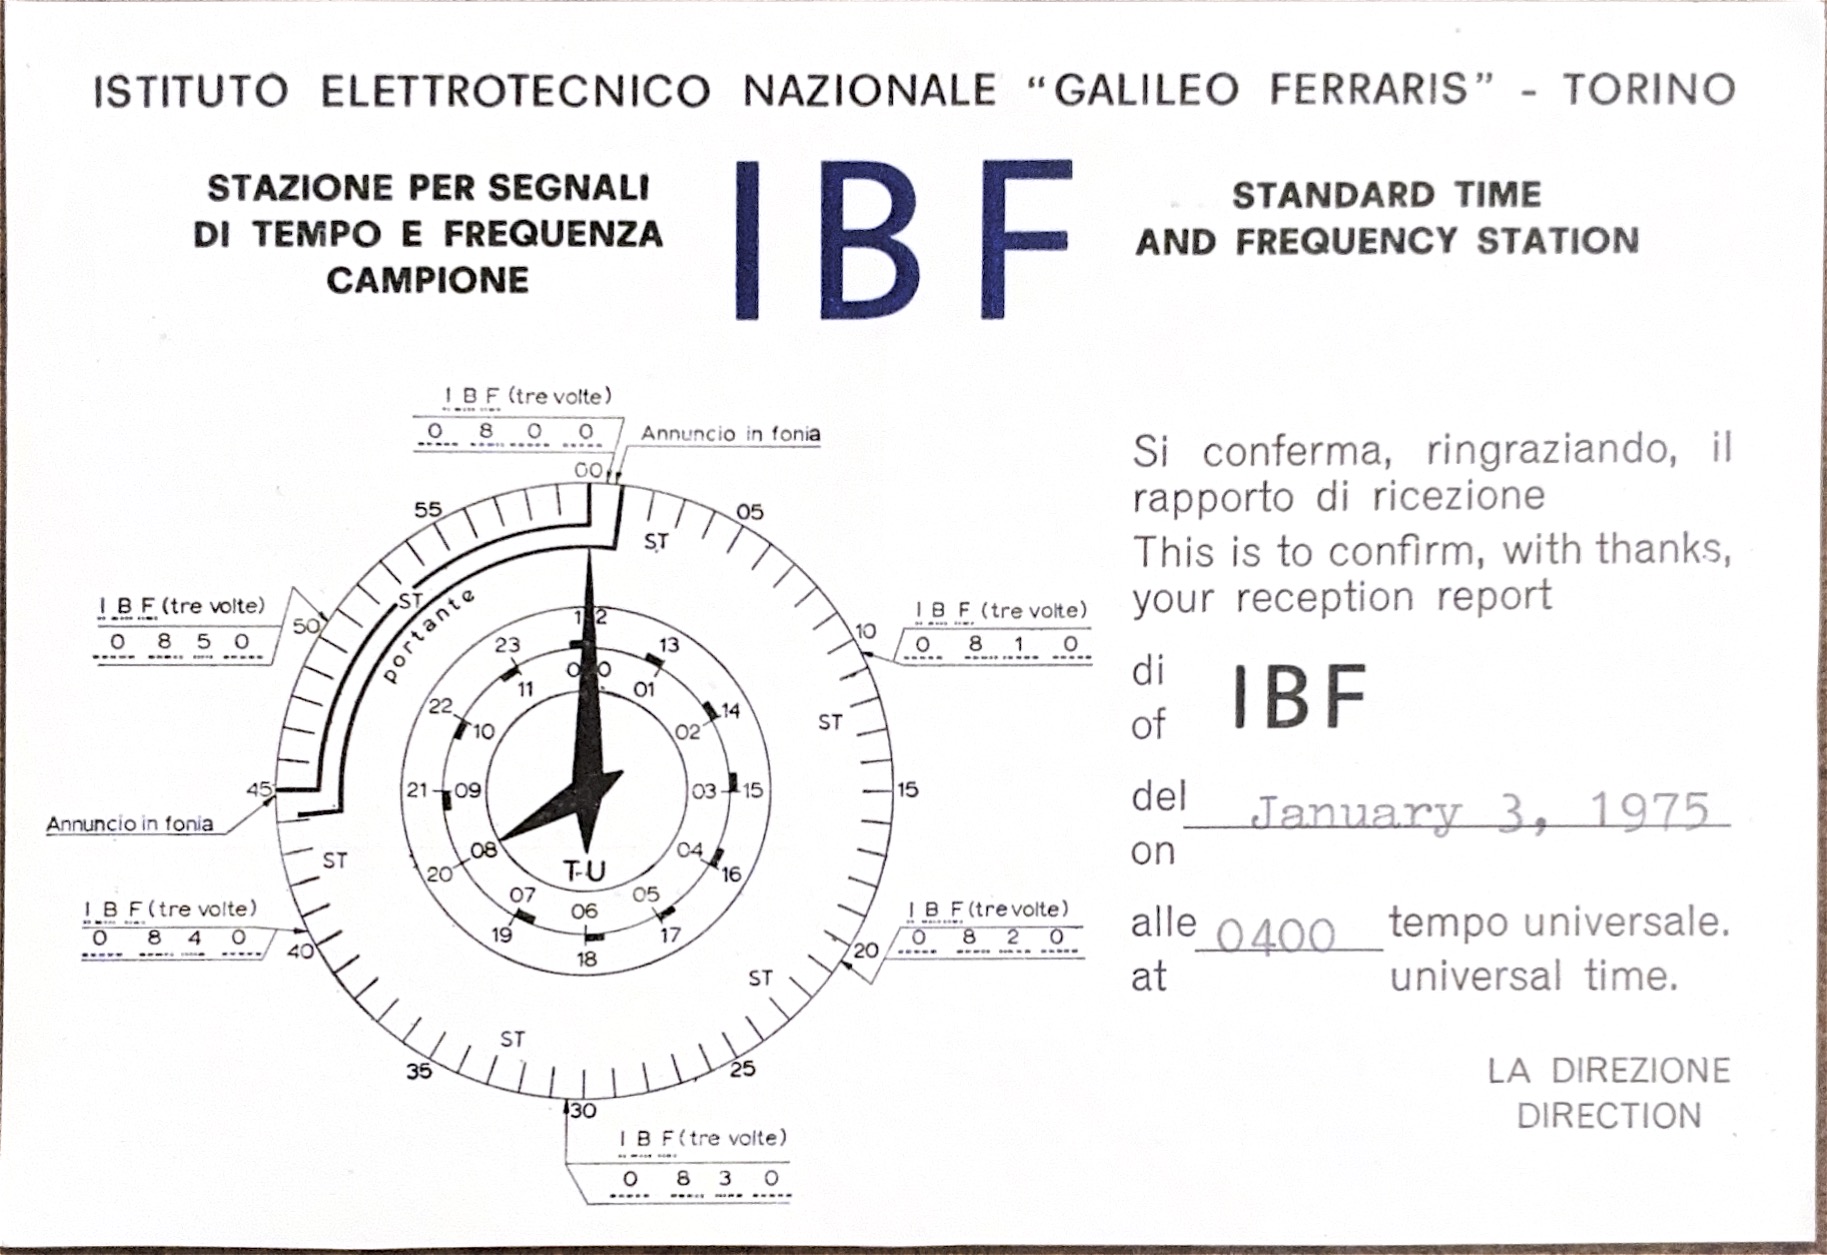 ISTITUTO ELETTROTECNICO NAZIONALE "GALILEO FERRARIS" - TORINO
STAZIONE PER SEGNALI
DI TEMPO E FREQUENZA
CAMPIONE
IBF
STANDARD TIME
AND FREQUENCY STATION
I B F (tre volte)
0 8 0 0
Annuncio in fonia
00
55
05
ST
ST
portante
I B F (tre volte)
0 8 5 0
50
I B F (tre volte)
0 8 1 0
10
ST
12
23
13
00
11
01
22
14
10
02
45
21
09
03
15
15
Annuncio in fonia
ST
08
20
T-U
04
16
07
05
06
19
17
18
I B F (tre volte)
0 8 4 0
40
I B F (tre volte)
0 8 2 0
20
ST
ST
35
25
30
I B F (tre volte)
0 8 3 0
Si conferma, ringraziando, il
rapporto di ricezione
This is to confirm, with thanks,
your reception report
di
of
IBF
del January 3, 1975
on
alle 0400 tempo universale.
at universal time.
LA DIREZIONE
DIRECTION